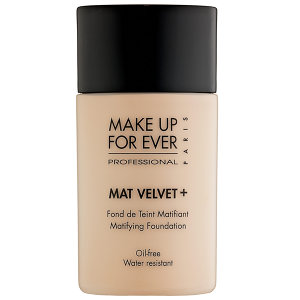 MAKE UP
FOR EVER
PROFESSIONAL
PARIS
MAT VELVET +
Fond de Teint Matifiant
Matifying Foundation
Oil-free
Water resistant